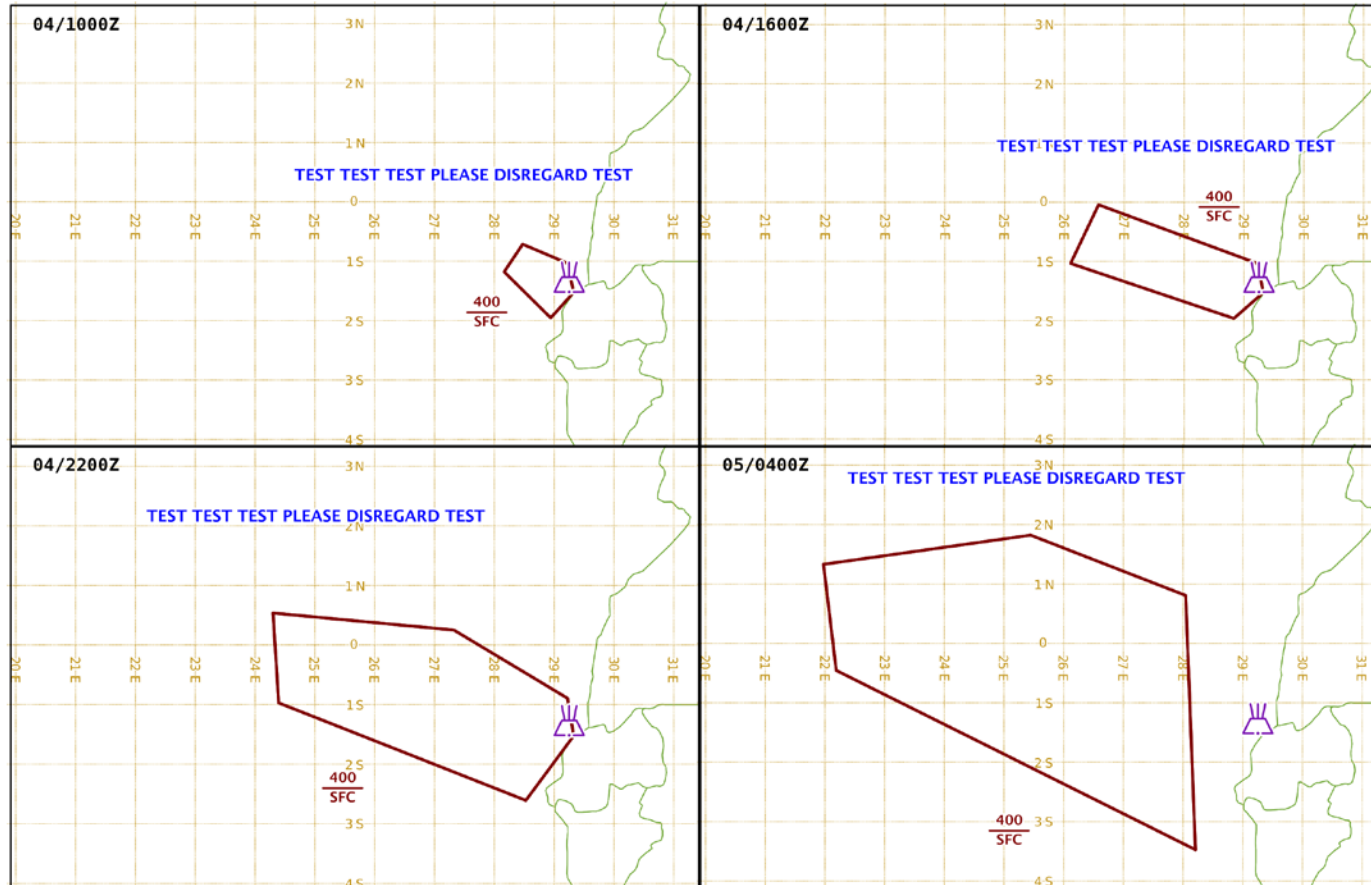 04/1000Z
3N
2N
1N
TEST TEST TEST PLEASE DISREGARD TEST
0
20E 21E 22E 23E 24E 25E 26E 27E 28E 29E 30E 31E
1S
400
SFC
2S
3S
4S
04/1600Z
3N
2N
1N
TEST TEST TEST PLEASE DISREGARD TEST
0
400
SFC
20E 21E 22E 23E 24E 25E 26E 27E 28E 29E 30E 31E
1S
2S
3S
4S
04/2200Z
3N
TEST TEST TEST PLEASE DISREGARD TEST
2N
1N
0
20E 21E 22E 23E 24E 25E 26E 27E 28E 29E 30E 31E
1S
2S
400
SFC
3S
4S
05/0400Z
3N
TEST TEST TEST PLEASE DISREGARD TEST
2N
1N
0
20E 21E 22E 23E 24E 25E 26E 27E 28E 29E 30E 31E
1S
2S
3S
400
SFC
4S